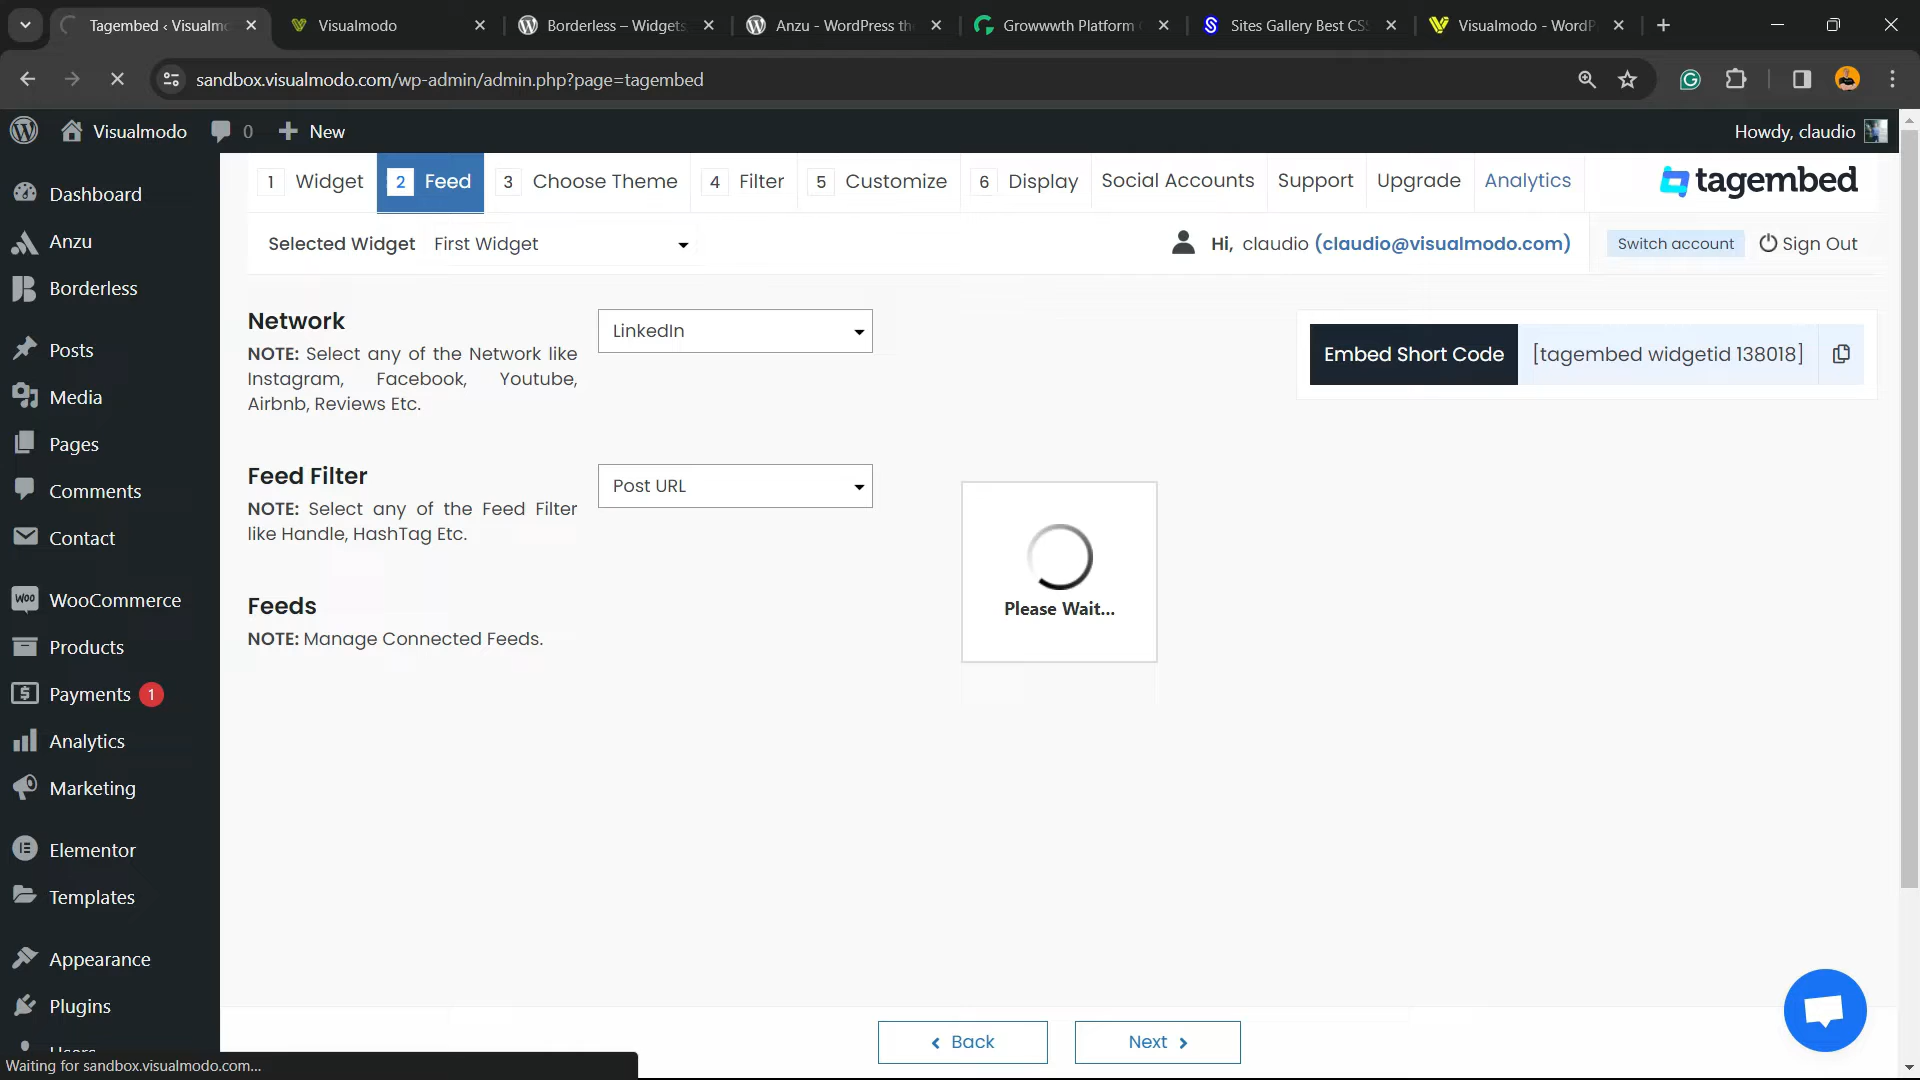 Tagembed ‹ Visualmo
Visualmodo
Borderless – Widgets,
Anzu - WordPress th
Growwwth Platform
Sites Gallery Best CSS
Visualmodo - WordP
sandbox.visualmodo.com/wp-admin/admin.php?page=tagembed
Visualmodo
0
New
Howdy, claudio
Dashboard
Anzu
Borderless
Posts
Media
Pages
Comments
Contact
WooCommerce
Products
Payments 1
Analytics
Marketing
Elementor
Templates
Appearance
Plugins
Users
1 Widget
2 Feed
3 Choose Theme
4 Filter
5 Customize
6 Display
Social Accounts
Support
Upgrade
Analytics
tagembed
Selected Widget First Widget
Hi, claudio (claudio@visualmodo.com)
Switch account
Sign Out
Network
NOTE: Select any of the Network like
Instagram, Facebook, Youtube,
Airbnb, Reviews Etc.
LinkedIn
Embed Short Code [tagembed widgetid 138018]
Feed Filter
NOTE: Select any of the Feed Filter
like Handle, HashTag Etc.
Post URL
Please Wait...
Feeds
NOTE: Manage Connected Feeds.
Back
Next
Waiting for sandbox.visualmodo.com...